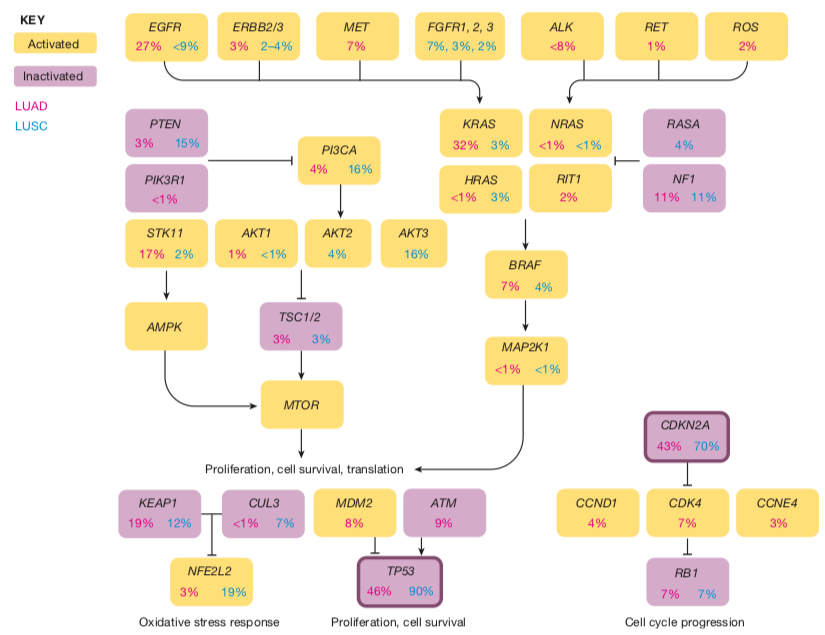 KEY
Activated
Inactivated
LUAD
LUSC
EGFR
27% <9%
ERBB2/3
3% 2–4%
MET
7%
FGFR1, 2, 3
7%, 3%, 2%
ALK
<8%
RET
1%
ROS
2%
PTEN
3% 15%
PIK3R1
<1%
PI3CA
4% 16%
KRAS
32% 3%
NRAS
<1% <1%
HRAS
<1% 3%
RIT1
2%
RASA
4%
NF1
11% 11%
STK11
17% 2%
AKT1
1% <1%
AKT2
4%
AKT3
16%
BRAF
7% 4%
AMPK
TSC1/2
3% 3%
MAP2K1
<1% <1%
MTOR
Proliferation, cell survival, translation
CDKN2A
43% 70%
KEAP1
19% 12%
CUL3
<1% 7%
MDM2
8%
ATM
9%
CCND1
4%
CDK4
7%
CCNE4
3%
NFE2L2
3% 19%
TP53
46% 90%
RB1
7% 7%
Oxidative stress response
Proliferation, cell survival
Cell cycle progression